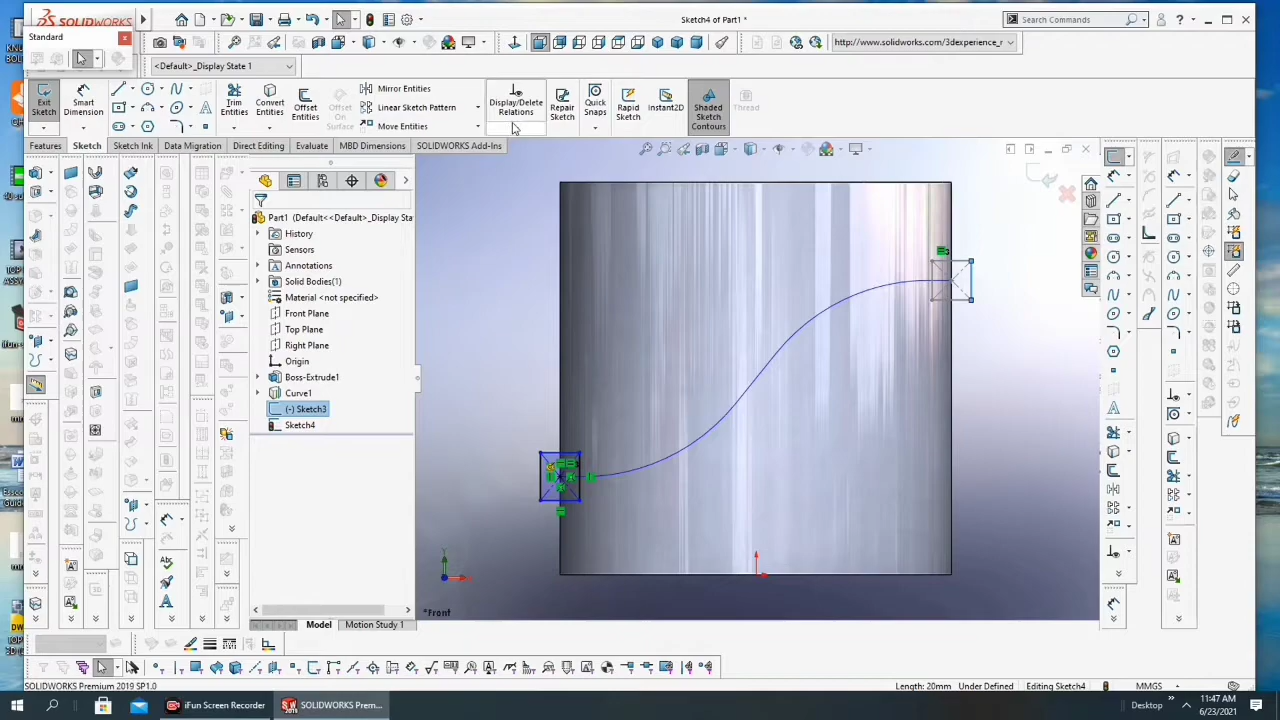 SOLIDWORKS
Sketch4 of Part1 *
Search Commands
Standard
<Default>_Display State 1
http://www.solidworks.com/3dexperience_r
Exit Sketch
Smart Dimension
Trim Entities
Convert Entities
Offset Entities
Offset On Surface
Mirror Entities
Linear Sketch Pattern
Move Entities
Display/Delete Relations
Repair Sketch
Quick Snaps
Rapid Sketch
Instant2D
Shaded Sketch Contours
Thread
Features
Sketch
Sketch Ink
Data Migration
Direct Editing
Evaluate
MBD Dimensions
SOLIDWORKS Add-Ins
Part1 (Default<<Default>_Display Sta
History
Sensors
Annotations
Solid Bodies(1)
Material <not specified>
Front Plane
Top Plane
Right Plane
Origin
Boss-Extrude1
Curve1
(-) Sketch3
Sketch4
*Front
Model
Motion Study 1
SOLIDWORKS Premium 2019 SP1.0
Length: 20mm
Under Defined
Editing Sketch4
MMGS
iFun Screen Recorder
SOLIDWORKS Prem...
Desktop
11:47 AM
6/23/2021